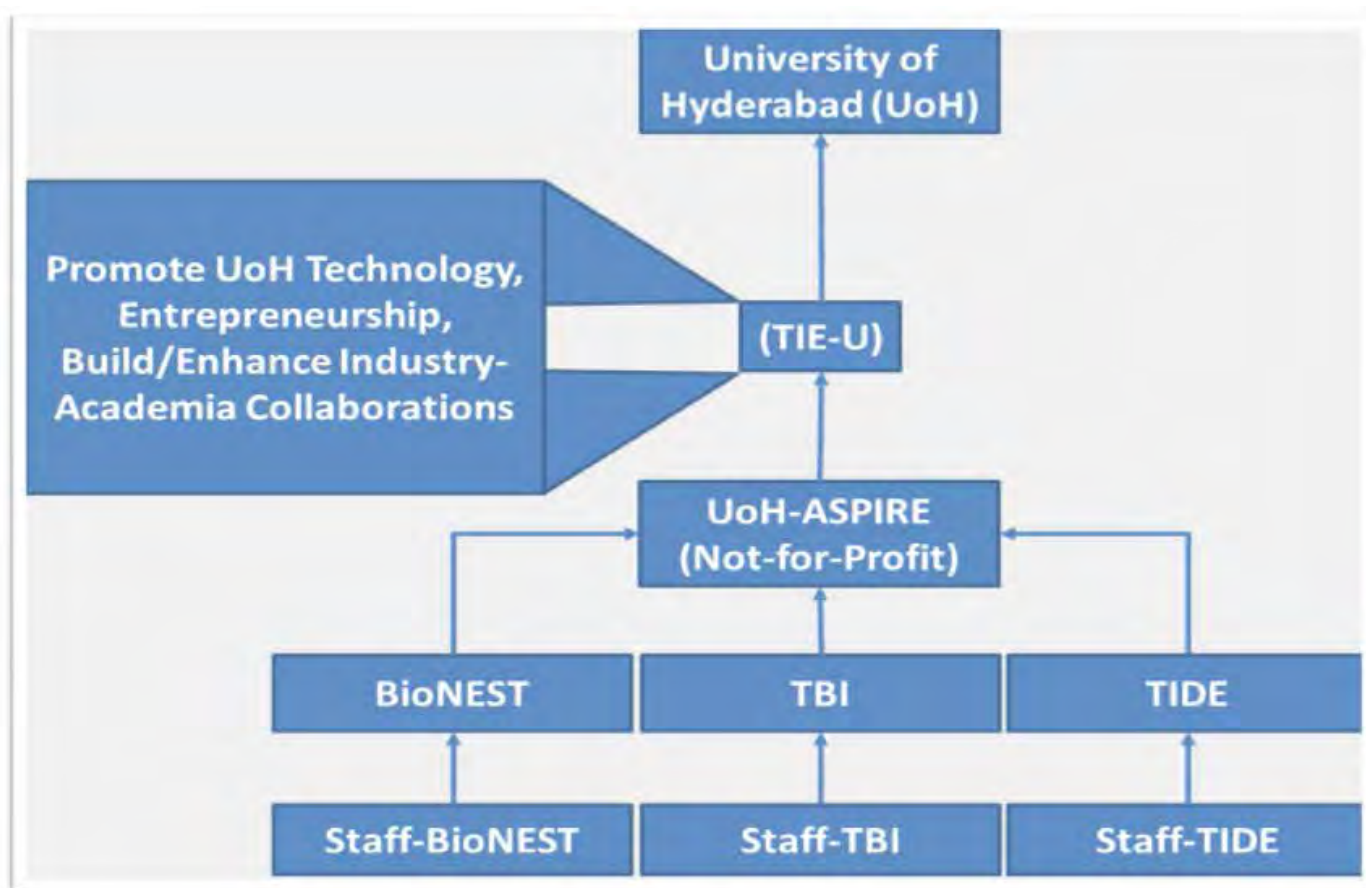 University of
Hyderabad (UoH)
Promote UoH Technology,
Entrepreneurship,
Build/Enhance Industry-
Academia Collaborations
(TIE-U)
UoH-ASPIRE
(Not-for-Profit)
BioNEST
TBI
TIDE
Staff-BioNEST
Staff-TBI
Staff-TIDE